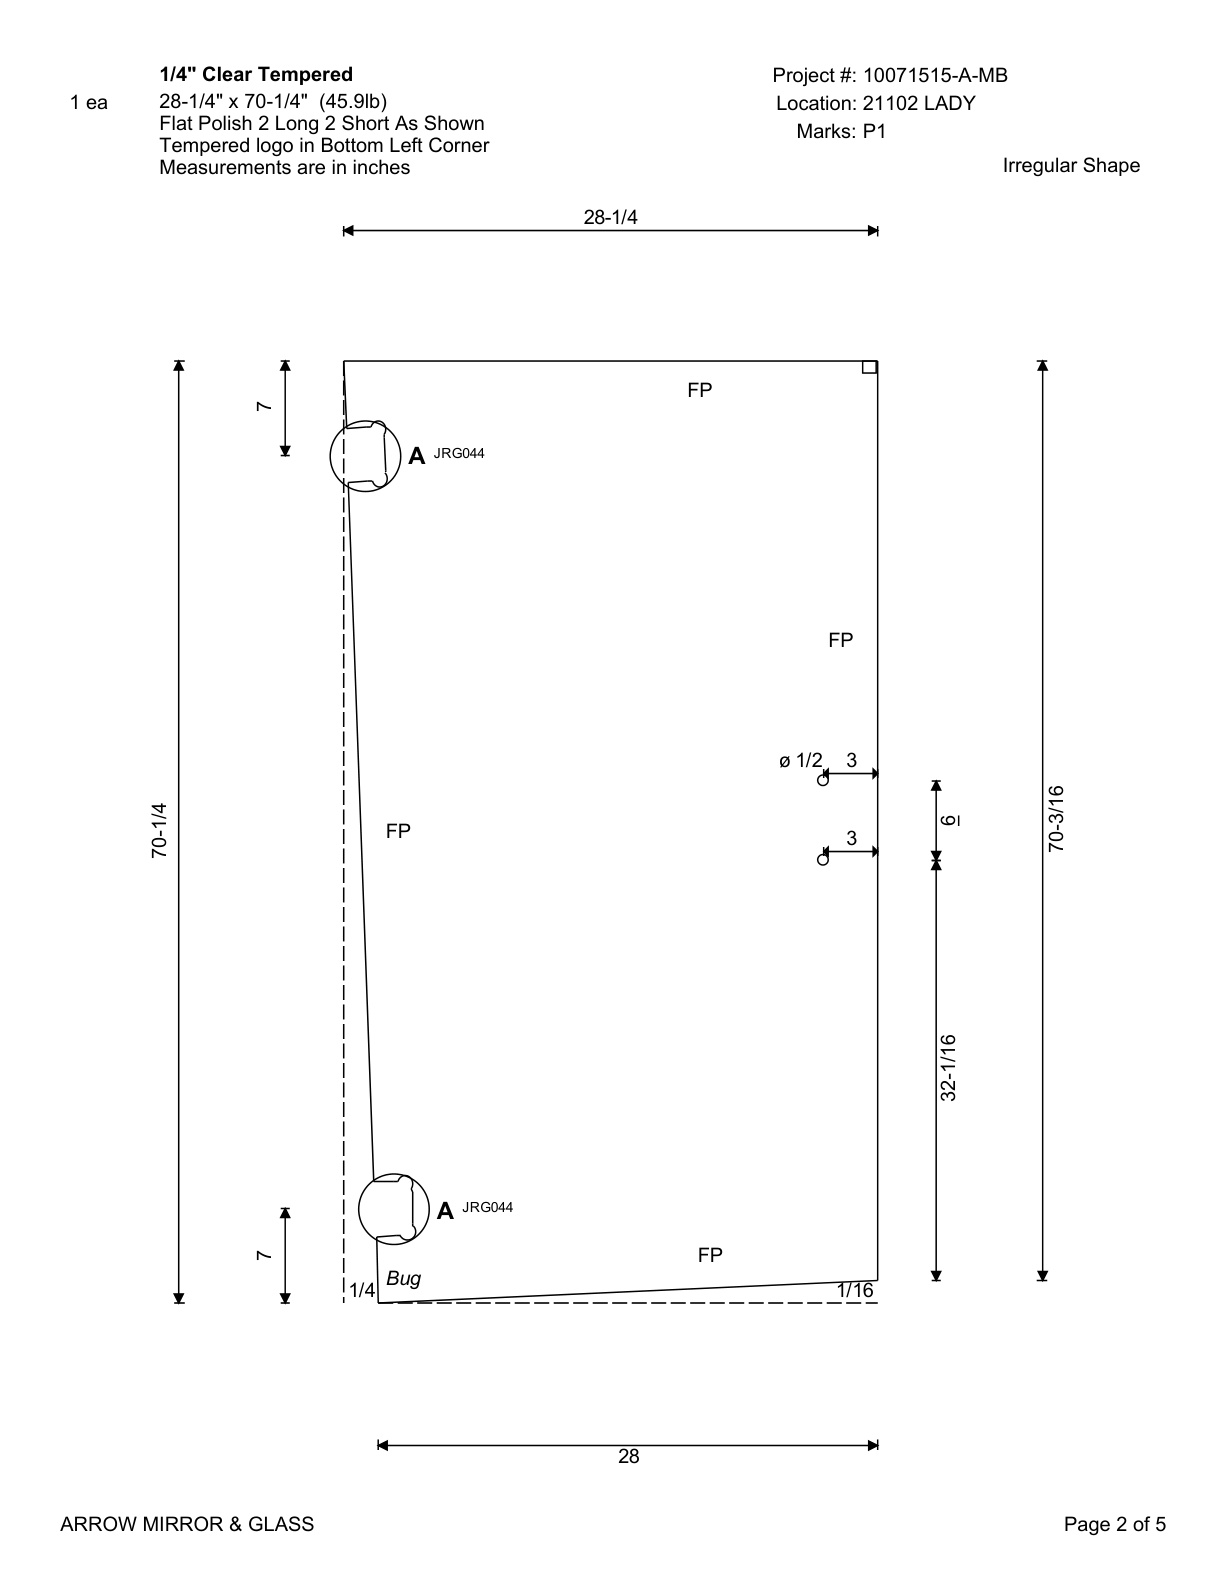 1/4" Clear Tempered
1 ea
28-1/4" x 70-1/4" (45.9lb)
Flat Polish 2 Long 2 Short As Shown
Tempered logo in Bottom Left Corner
Measurements are in inches
Project #: 10071515-A-MB
Location: 21102 LADY
Marks: P1
Irregular Shape
28-1/4
7
FP
A JRG044
FP
ø 1/2
3
6
70-1/4
FP
70-3/16
3
32-1/16
A JRG044
7
FP
Bug
1/4
1/16
28
ARROW MIRROR & GLASS
Page 2 of 5